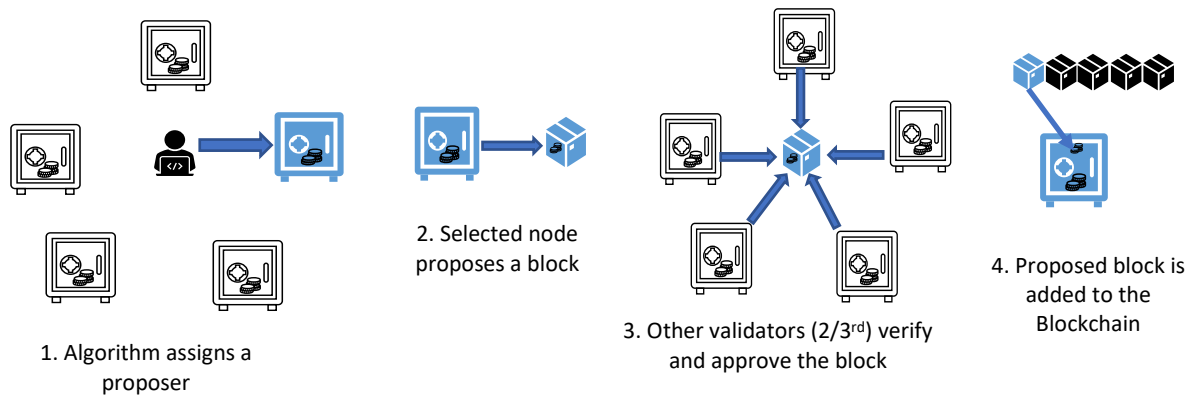 1. Algorithm assigns a
proposer
2. Selected node
proposes a block
3. Other validators (2/3rd) verify
and approve the block
4. Proposed block is
added to the
Blockchain